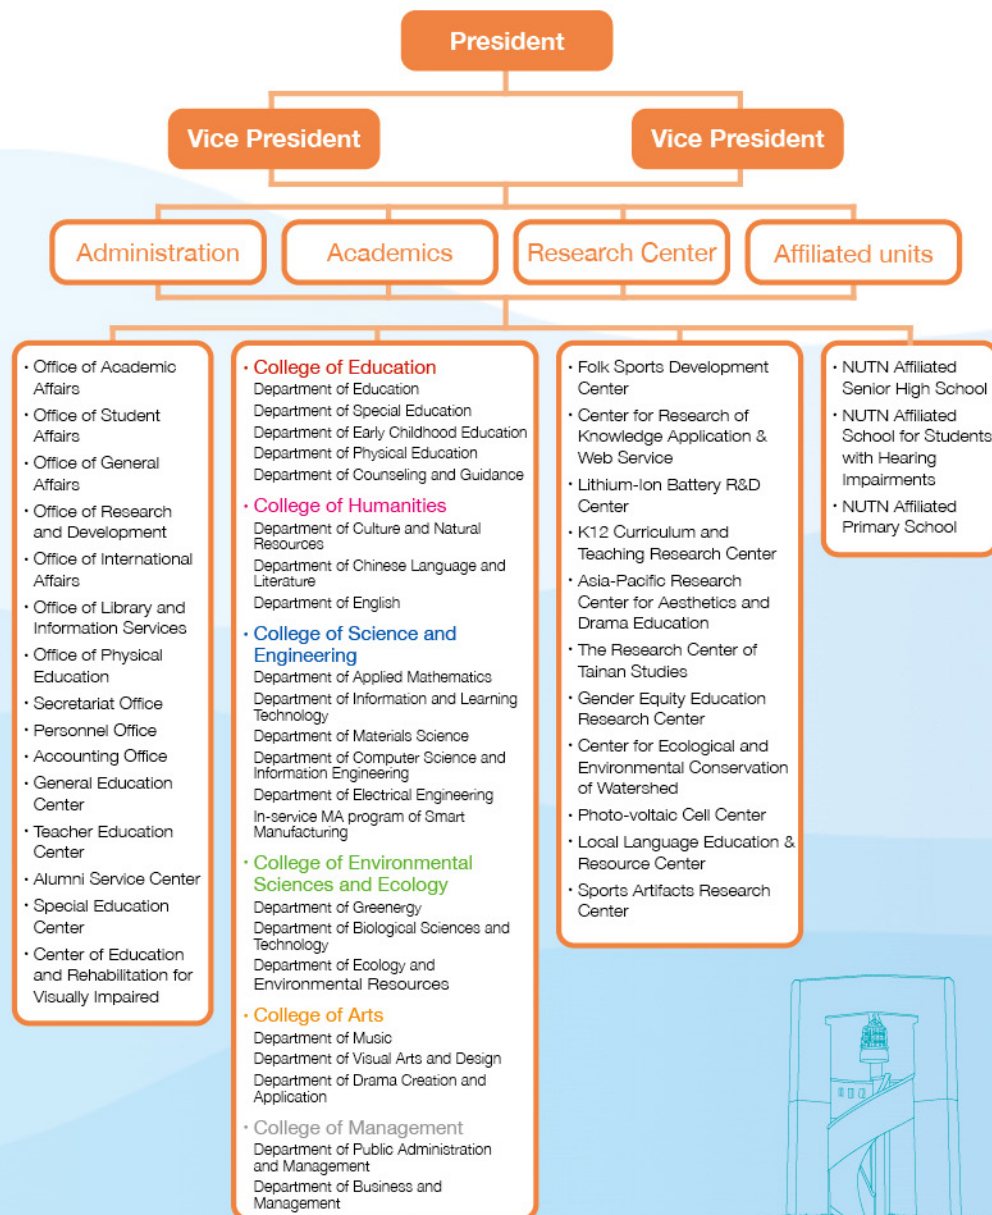 President
Vice President
Vice President
Administration
Academics
Research Center
Affiliated units
· Office of Academic
Affairs
· Office of Student
Affairs
· Office of General
Affairs
· Office of Research
and Development
· Office of International
Affairs
· Office of Library and
Information Services
· Office of Physical
Education
· Secretariat Office
· Personnel Office
· Accounting Office
· General Education
Center
· Teacher Education
Center
· Alumni Service Center
· Special Education
Center
· Center of Education
and Rehabilitation for
Visually Impaired
· College of Education
Department of Education
Department of Special Education
Department of Early Childhood Education
Department of Physical Education
Department of Counseling and Guidance
· College of Humanities
Department of Culture and Natural
Resources
Department of Chinese Language and
Literature
Department of English
· College of Science and
Engineering
Department of Applied Mathematics
Department of Information and Learning
Technology
Department of Materials Science
Department of Computer Science and
Information Engineering
Department of Electrical Engineering
In-service MA program of Smart
Manufacturing
· College of Environmental
Sciences and Ecology
Department of Greenergy
Department of Biological Sciences and
Technology
Department of Ecology and
Environmental Resources
· College of Arts
Department of Music
Department of Visual Arts and Design
Department of Drama Creation and
Application
· College of Management
Department of Public Administration
and Management
Department of Business and
Management
· Folk Sports Development
Center
· Center for Research of
Knowledge Application &
Web Service
· Lithium-Ion Battery R&D
Center
· K12 Curriculum and
Teaching Research Center
· Asia-Pacific Research
Center for Aesthetics and
Drama Education
· The Research Center of
Tainan Studies
· Gender Equity Education
Research Center
· Center for Ecological and
Environmental Conservation
of Watershed
· Photo-voltaic Cell Center
· Local Language Education &
Resource Center
· Sports Artifacts Research
Center
· NUTN Affiliated
Senior High School
· NUTN Affiliated
School for Students
with Hearing
Impairments
· NUTN Affiliated
Primary School